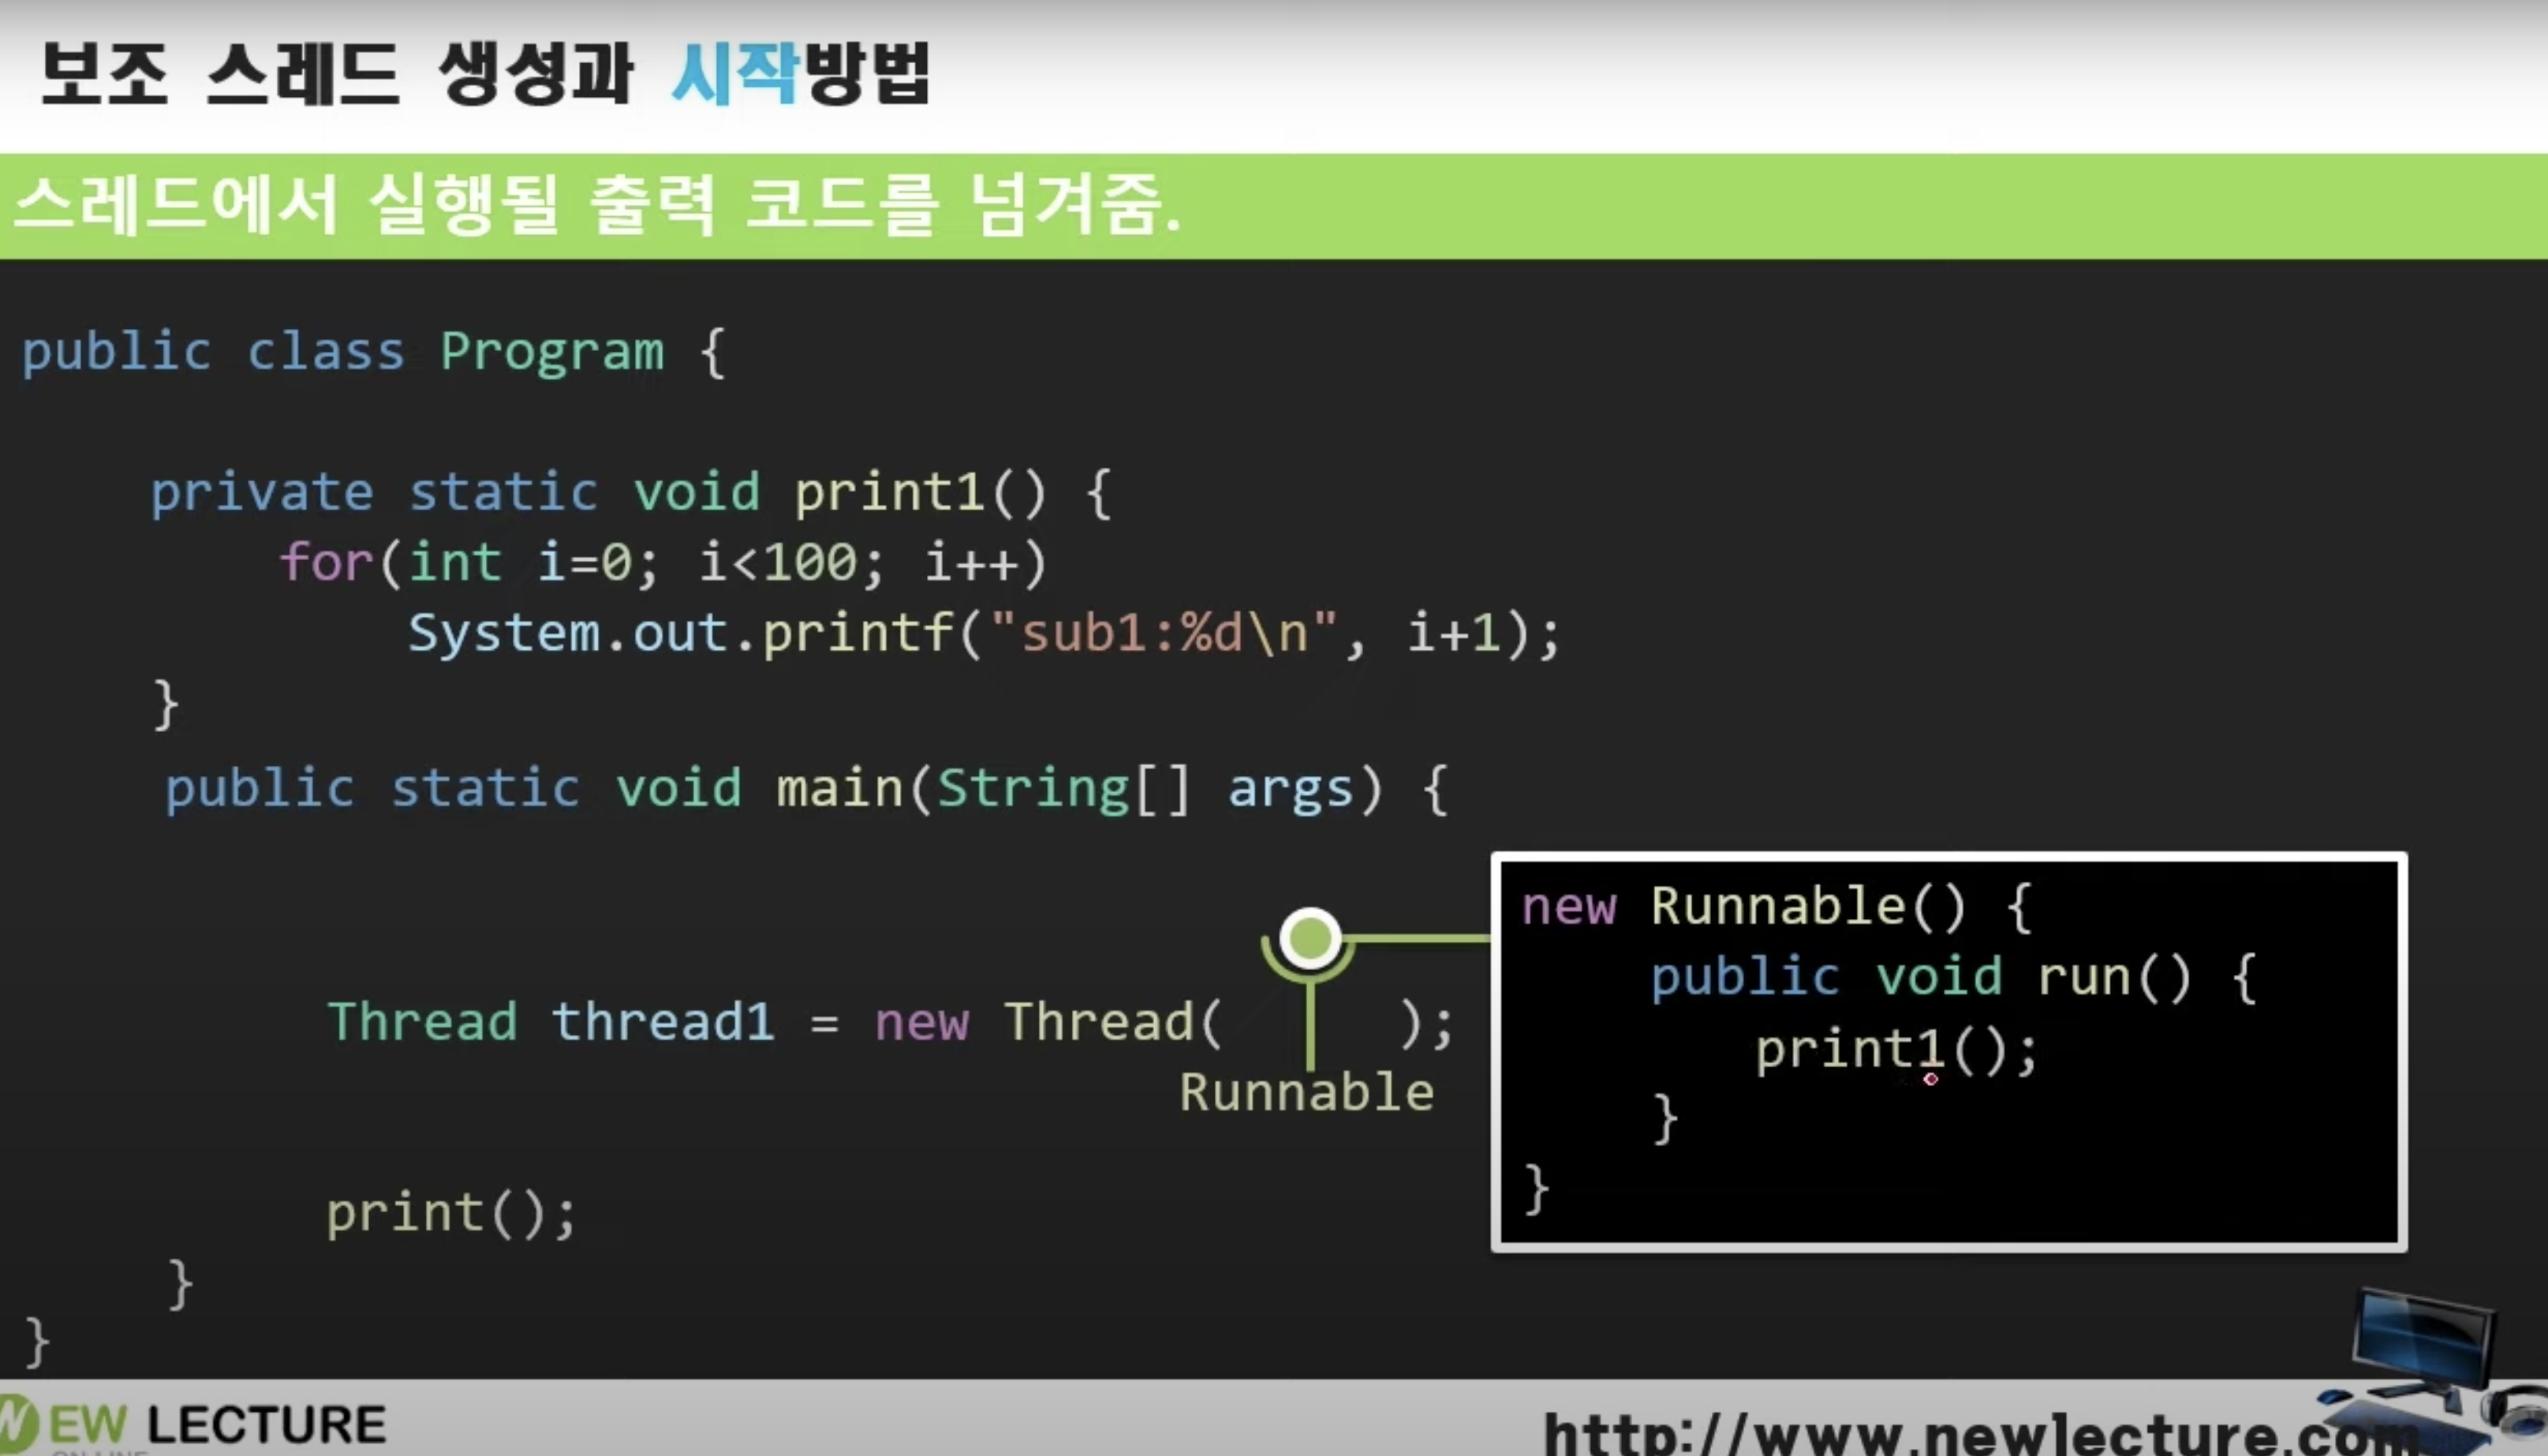 보조 스레드 생성과 시작방법
스레드에서 실행될 출력 코드를 넘겨줌.
public class Program {
private static void print1() {
for(int i=0; i<100; i++)
System.out.printf("sub1:%d\n", i+1);
}
public static void main(String[] args) {
Thread thread1 = new Thread(     );
Runnable
new Runnable() {
public void run() {
print1();
}
}
print();
}
}
NEW LECTURE
ON-LINE
http://www.newlecture.com